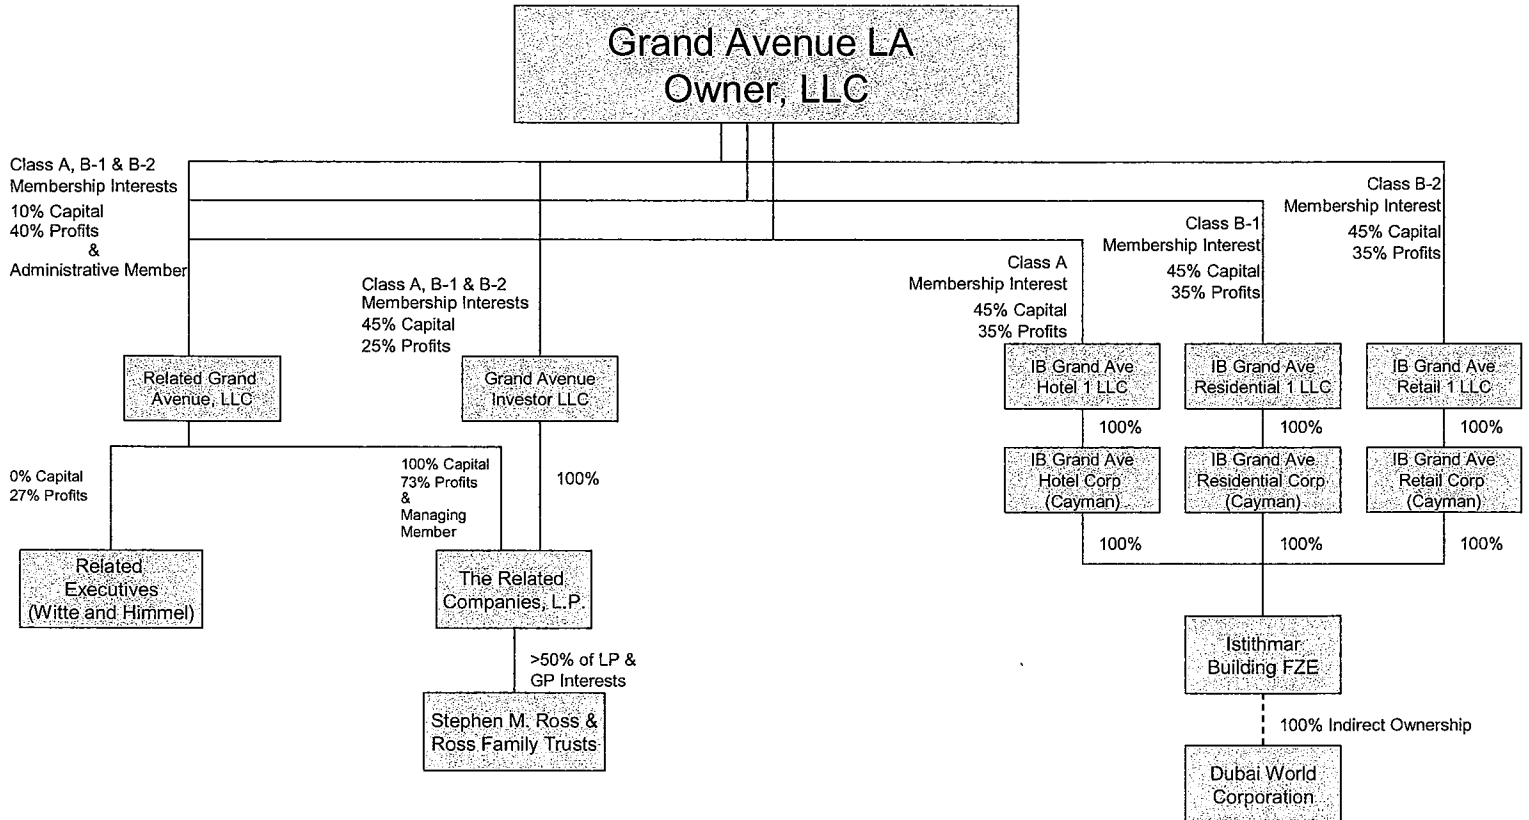 Grand Avenue LA
Owner, LLC
Class A, B-1 & B-2
Membership Interests
10% Capital
40% Profits
&
Administrative Member
Class A, B-1 & B-2
Membership Interests
45% Capital
25% Profits
Class A
Membership Interest
45% Capital
35% Profits
Class B-1
Membership Interest
45% Capital
35% Profits
Class B-2
Membership Interest
45% Capital
35% Profits
Related Grand
Avenue, LLC
Grand Avenue
Investor LLC
IB Grand Ave
Hotel 1 LLC
IB Grand Ave
Residential 1 LLC
IB Grand Ave
Retail 1 LLC
100%
100%
100%
IB Grand Ave
Hotel Corp
(Cayman)
IB Grand Ave
Residential Corp
(Cayman)
IB Grand Ave
Retail Corp
(Cayman)
0% Capital
27% Profits
100% Capital
73% Profits
&
Managing
Member
100%
100%
100%
100%
Related
Executives
(Witte and Himmel)
The Related
Companies, L.P.
>50% of LP &
GP Interests
Stephen M. Ross &
Ross Family Trusts
Istithmar
Building FZE
100% Indirect Ownership
Dubai World
Corporation